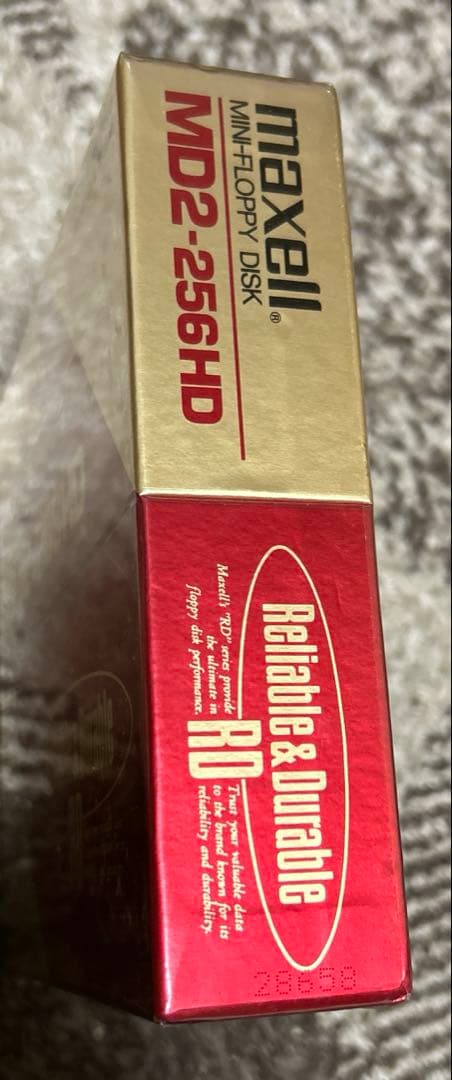 maxell®
MINI-FLOPPY DISK
MD2-256HD
Reliable & Durable
RD
Maxell's "RD" series provide
the ultimate in
floppy disk performance.
Trust your valuable data
to the brand known for its
reliability and durability.